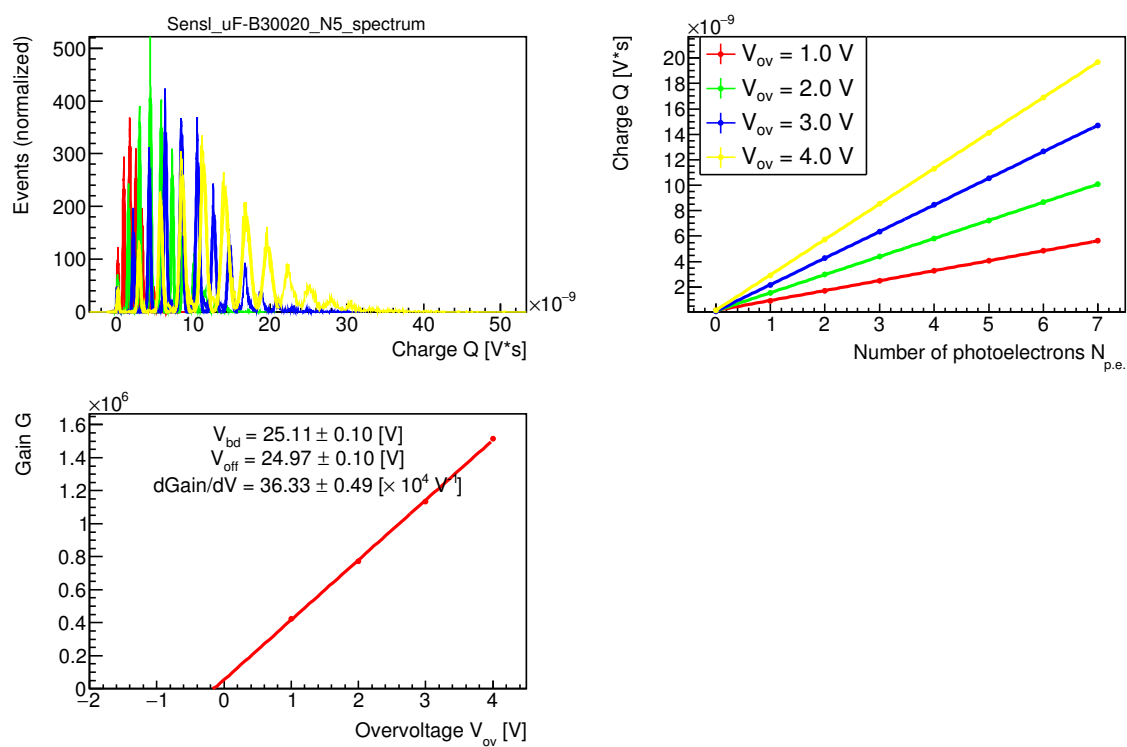 Sensl_uF-B30020_N5_spectrum
Events (normalized)
500
400
300
200
100
0
0 10 20 30 40 50
×10⁻⁹
Charge Q [V*s]
×10⁻⁹
Charge Q [V*s]
20
18
16
14
12
10
8
6
4
2
V_ov = 1.0 V
V_ov = 2.0 V
V_ov = 3.0 V
V_ov = 4.0 V
0 1 2 3 4 5 6 7
Number of photoelectrons N_p.e.
×10⁶
Gain G
1.6
1.4
1.2
1
0.8
0.6
0.4
0.2
0
V_bd = 25.11 ± 0.10 [V]
V_off = 24.97 ± 0.10 [V]
dGain/dV = 36.33 ± 0.49 [× 10⁴ V⁻¹]
−2 −1 0 1 2 3 4
Overvoltage V_ov [V]